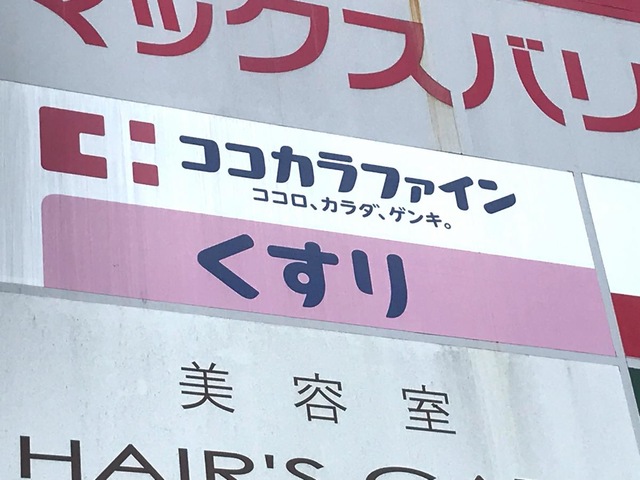 マックスバリ
ココカラファイン
ココロ、カラダ、ゲンキ。
くすり
美容室
HAIR'S